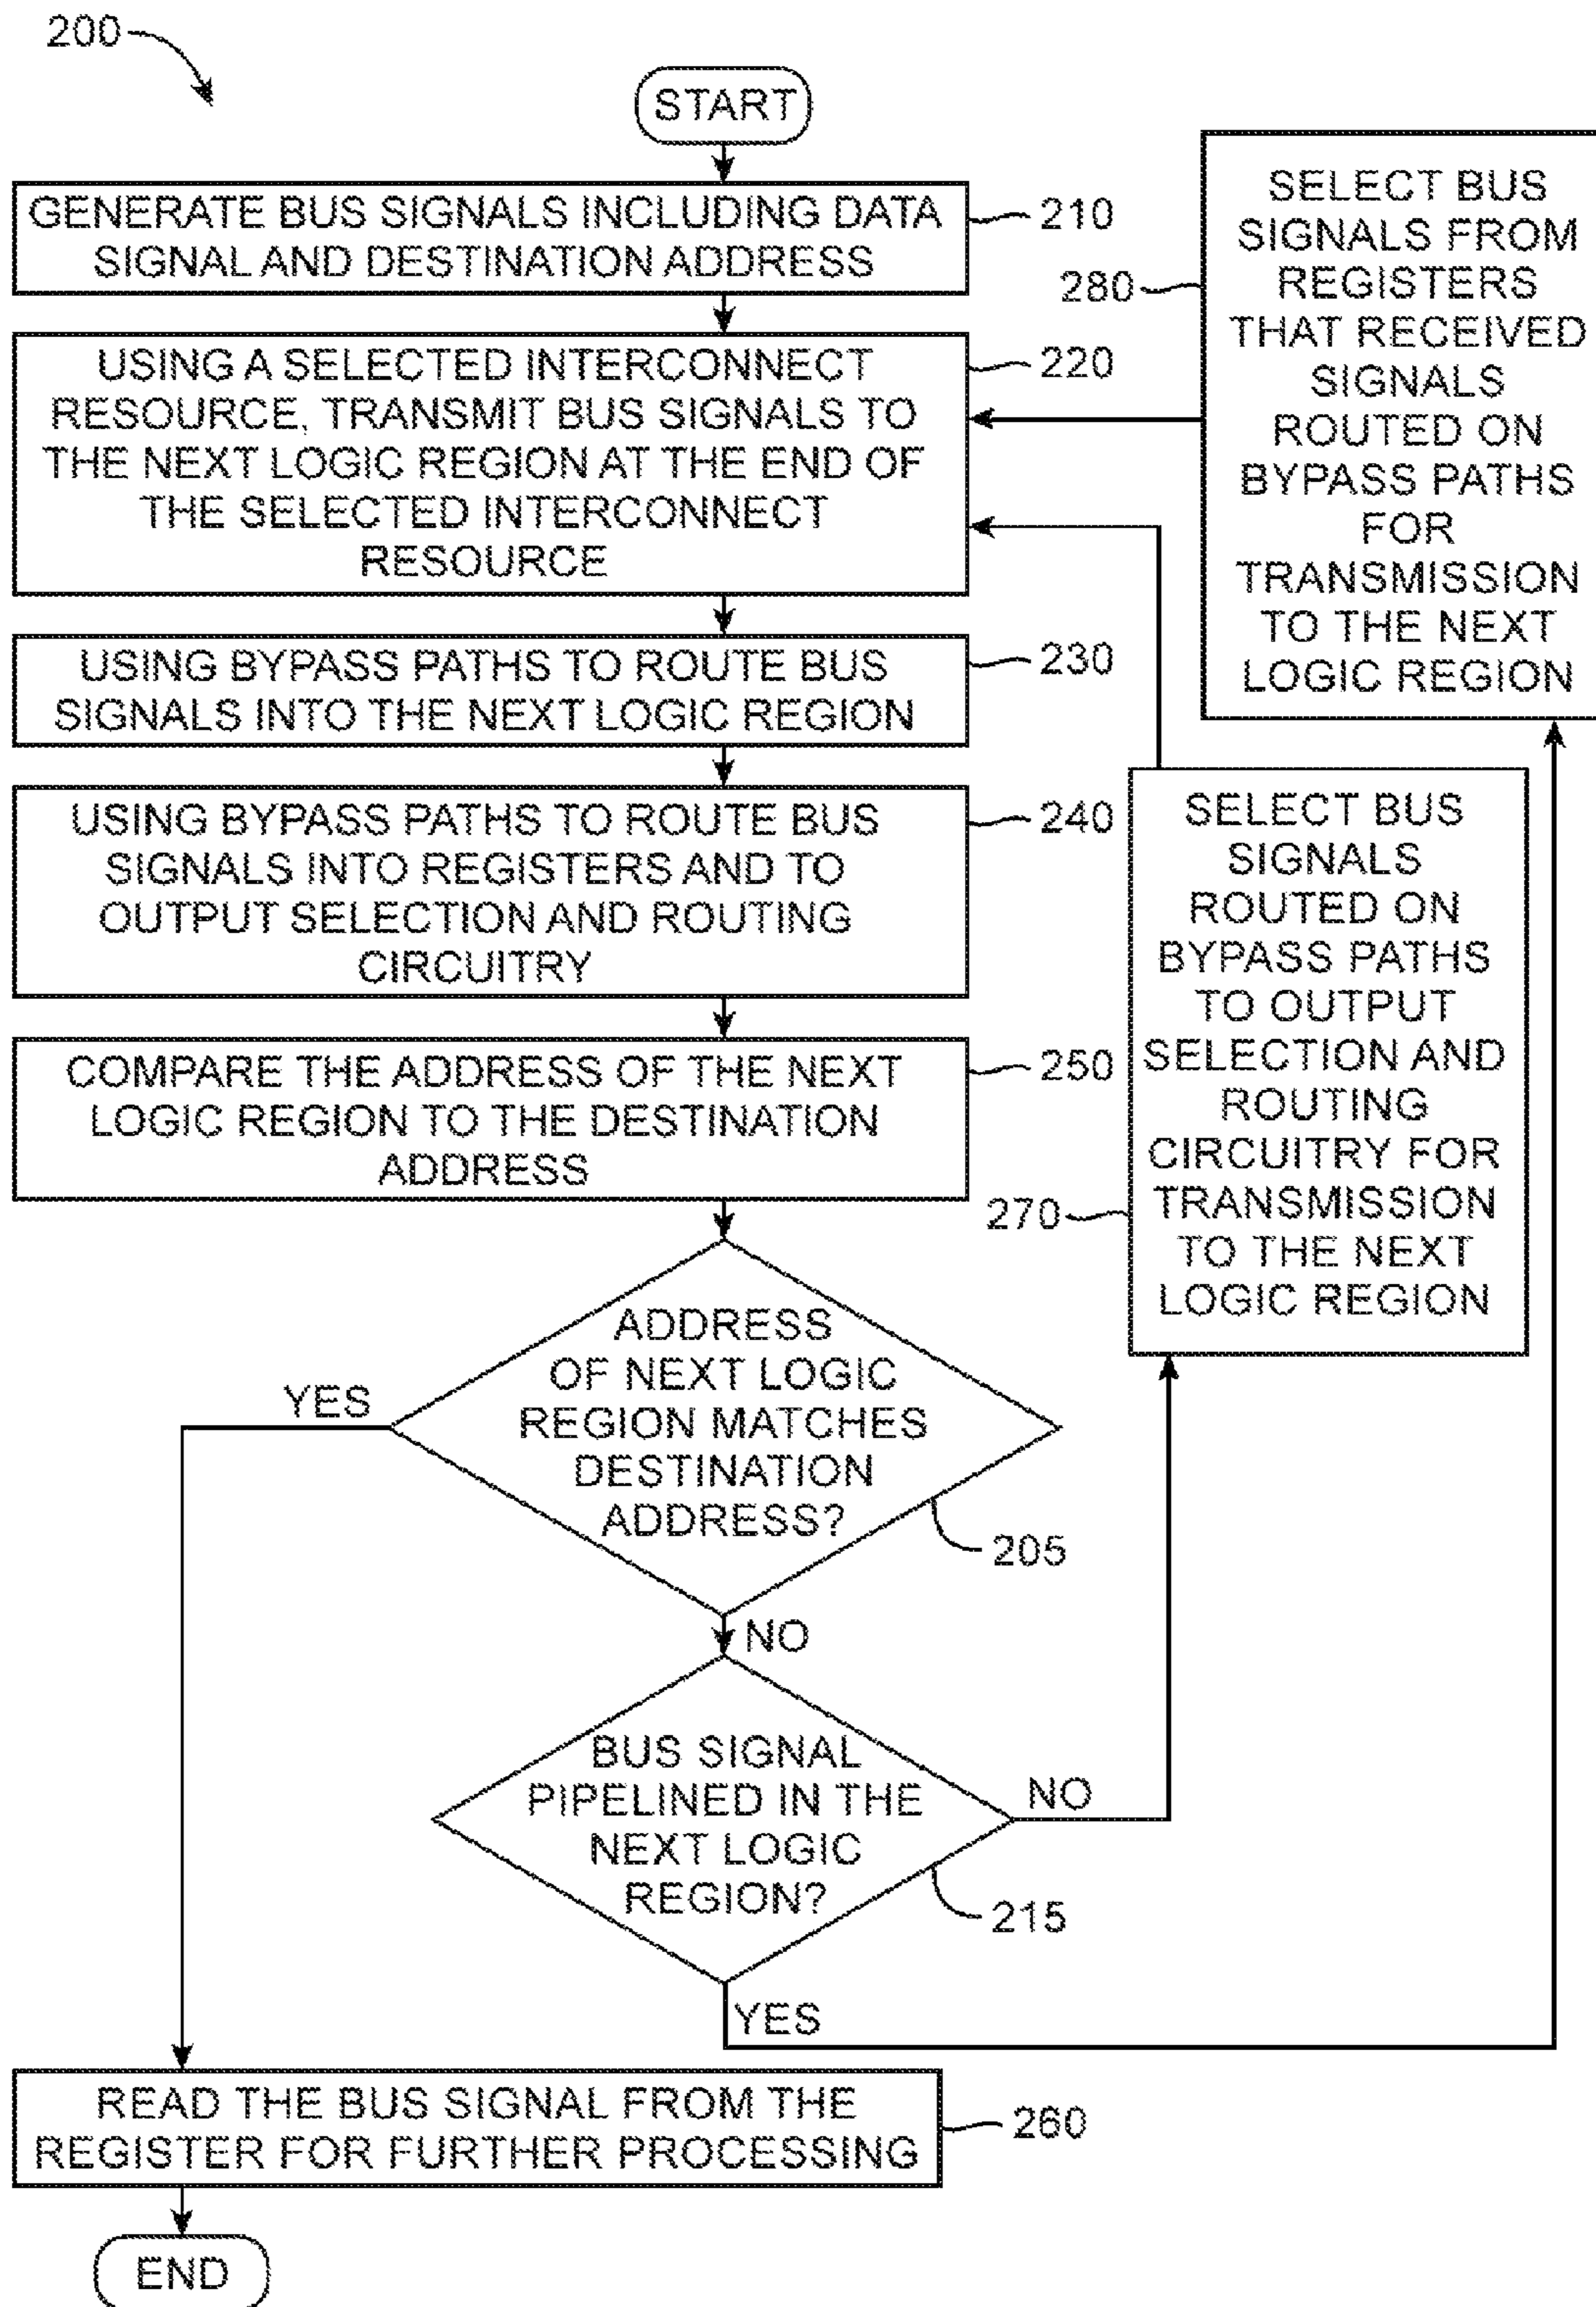 200
START
GENERATE BUS SIGNALS INCLUDING DATA
SIGNAL AND DESTINATION ADDRESS
210
USING A SELECTED INTERCONNECT
RESOURCE, TRANSMIT BUS SIGNALS TO
THE NEXT LOGIC REGION AT THE END OF
THE SELECTED INTERCONNECT
RESOURCE
220
USING BYPASS PATHS TO ROUTE BUS
SIGNALS INTO THE NEXT LOGIC REGION
230
USING BYPASS PATHS TO ROUTE BUS
SIGNALS INTO REGISTERS AND TO
OUTPUT SELECTION AND ROUTING
CIRCUITRY
240
COMPARE THE ADDRESS OF THE NEXT
LOGIC REGION TO THE DESTINATION
ADDRESS
250
ADDRESS
OF NEXT LOGIC
REGION MATCHES
DESTINATION
ADDRESS?
205
YES
NO
BUS SIGNAL
PIPELINED IN THE
NEXT LOGIC
REGION?
215
NO
YES
READ THE BUS SIGNAL FROM THE
REGISTER FOR FURTHER PROCESSING
260
END
SELECT BUS
SIGNALS
ROUTED ON
BYPASS PATHS
TO OUTPUT
SELECTION AND
ROUTING
CIRCUITRY FOR
TRANSMISSION
TO THE NEXT
LOGIC REGION
270
SELECT BUS
SIGNALS FROM
REGISTERS
THAT RECEIVED
SIGNALS
ROUTED ON
BYPASS PATHS
FOR
TRANSMISSION
TO THE NEXT
LOGIC REGION
280